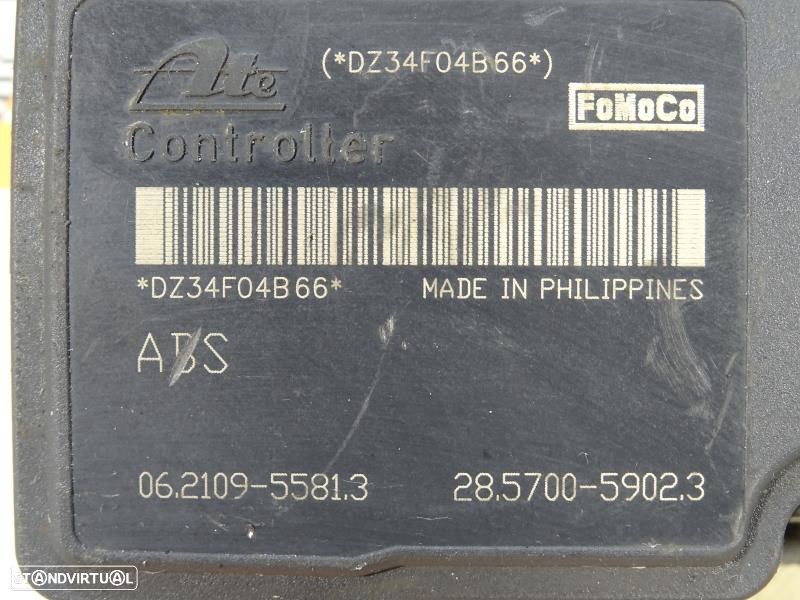 Ate
(*DZ34F04B66*)
FoMoCo
Controller
*DZ34F04B66*
MADE IN PHILIPPINES
ABS
06.2109-5581.3
28.5700-5902.3
STANDVIRTUAL